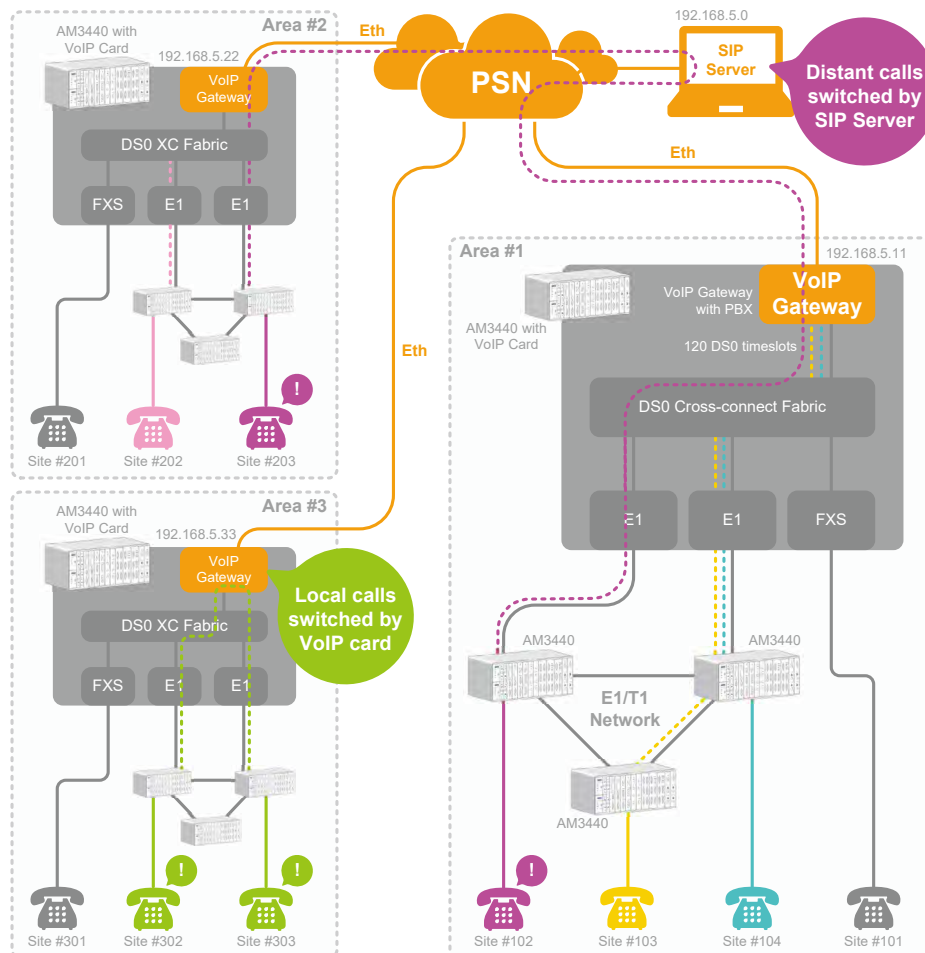 Area #2
AM3440 with
VoIP Card
192.168.5.22
VoIP
Gateway
DS0 XC Fabric
FXS
E1
E1
Site #201
Site #202
!
Site #203
Eth
PSN
192.168.5.0
SIP
Server
Distant calls
switched by
SIP Server
Eth
Eth
Area #3
AM3440 with
VoIP Card
192.168.5.33
VoIP
Gateway
Local calls
switched by
VoIP card
DS0 XC Fabric
FXS
E1
E1
!
!
Site #301
Site #302
Site #303
Area #1
192.168.5.11
AM3440 with
VoIP Card
VoIP Gateway
with PBX
VoIP
Gateway
120 DS0 timeslots
DS0 Cross-connect Fabric
E1
E1
FXS
AM3440
AM3440
E1/T1
Network
AM3440
!
Site #102
Site #103
Site #104
Site #101